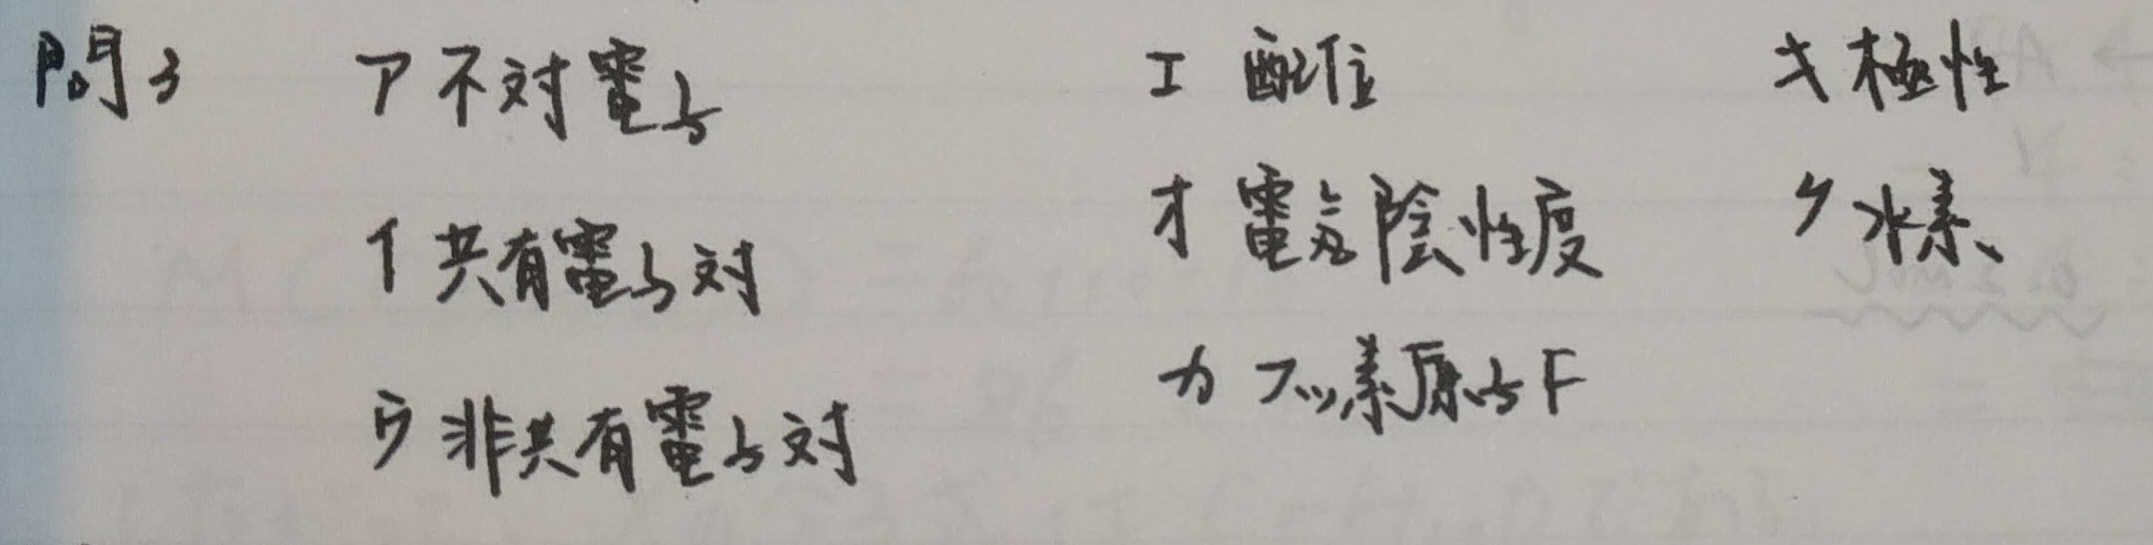 問3
ア 不対電子
イ 共有電子対
ウ 非共有電子対
エ 配位
オ 電気陰性度
カ フッ素原子F
キ 極性
ク 水素